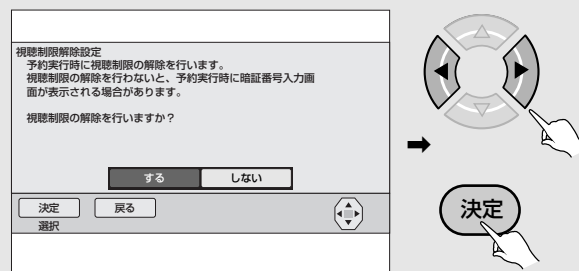 視聴制限解除設定
予約実行時に視聴制限の解除を行います。
視聴制限の解除を行わないと、予約実行時に暗証番号入力画
面が表示される場合があります。
視聴制限の解除を行いますか？
する しない
決定 戻る
選択
決定